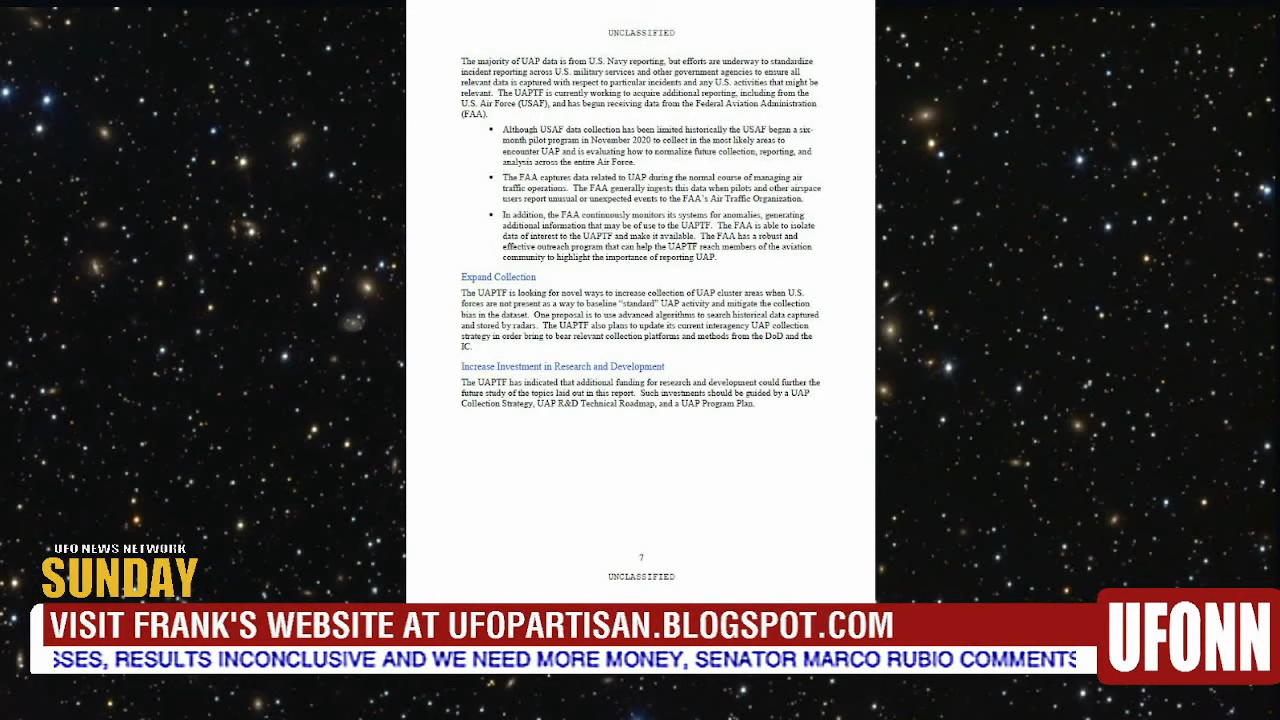 UNCLASSIFIED
The majority of UAP data is from U.S. Navy reporting, but efforts are underway to standardize
incident reporting across U.S. military services and other government agencies to ensure all
relevant data is captured with respect to particular incidents and any U.S. activities that might be
relevant. The UAPTF is currently working to acquire additional reporting, including from the
U.S. Air Force (USAF), and has begun receiving data from the Federal Aviation Administration
(FAA).
• Although USAF data collection has been limited historically the USAF began a six-
month pilot program in November 2020 to collect in the most likely areas to
encounter UAP and is evaluating how to normalize future collection, reporting, and
analysis across the entire Air Force.
• The FAA captures data related to UAP during the normal course of managing air
traffic operations. The FAA generally ingests this data when pilots and other airspace
users report unusual or unexpected events to the FAA's Air Traffic Organization.
• In addition, the FAA continuously monitors its systems for anomalies, generating
additional information that may be of use to the UAPTF. The FAA is able to isolate
data of interest to the UAPTF and make it available. The FAA has a robust and
effective outreach program that can help the UAPTF reach members of the aviation
community to highlight the importance of reporting UAP.
Expand Collection
The UAPTF is looking for novel ways to increase collection of UAP cluster areas when U.S.
forces are not present as a way to baseline “standard” UAP activity and mitigate the collection
bias in the dataset. One proposal is to use advanced algorithms to search historical data captured
and stored by radars. The UAPTF also plans to update its current interagency UAP collection
strategy in order bring to bear relevant collection platforms and methods from the DoD and the
IC.
Increase Investment in Research and Development
The UAPTF has indicated that additional funding for research and development could further the
future study of the topics laid out in this report. Such investments should be guided by a UAP
Collection Strategy, UAP R&D Technical Roadmap, and a UAP Program Plan.
7
UNCLASSIFIED
UFO NEWS NETWORK
SUNDAY
VISIT FRANK'S WEBSITE AT UFOPARTISAN.BLOGSPOT.COM
SSES, RESULTS INCONCLUSIVE AND WE NEED MORE MONEY, SENATOR MARCO RUBIO COMMENTS
UFONN